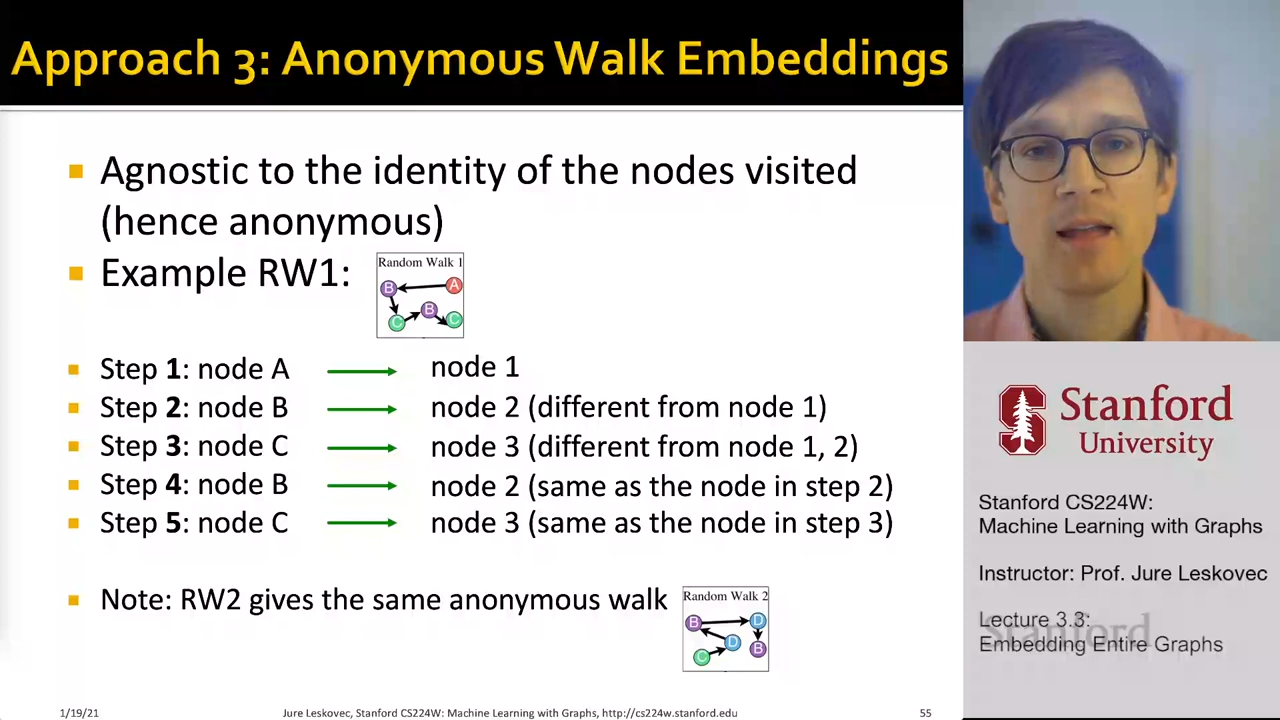 Approach 3: Anonymous Walk Embeddings
Agnostic to the identity of the nodes visited
(hence anonymous)
Example RW1:
Random Walk 1
B
A
C
B
C
Step 1: node A
node 1
Step 2: node B
node 2 (different from node 1)
Step 3: node C
node 3 (different from node 1, 2)
Step 4: node B
node 2 (same as the node in step 2)
Step 5: node C
node 3 (same as the node in step 3)
Note: RW2 gives the same anonymous walk
Random Walk 2
B
D
D
C
B
1/19/21
Jure Leskovec, Stanford CS224W: Machine Learning with Graphs, http://cs224w.stanford.edu
55
S
Stanford
University
Stanford CS224W:
Machine Learning with Graphs
Instructor: Prof. Jure Leskovec
Lecture 3.3:
Embedding Entire Graphs
Stanford